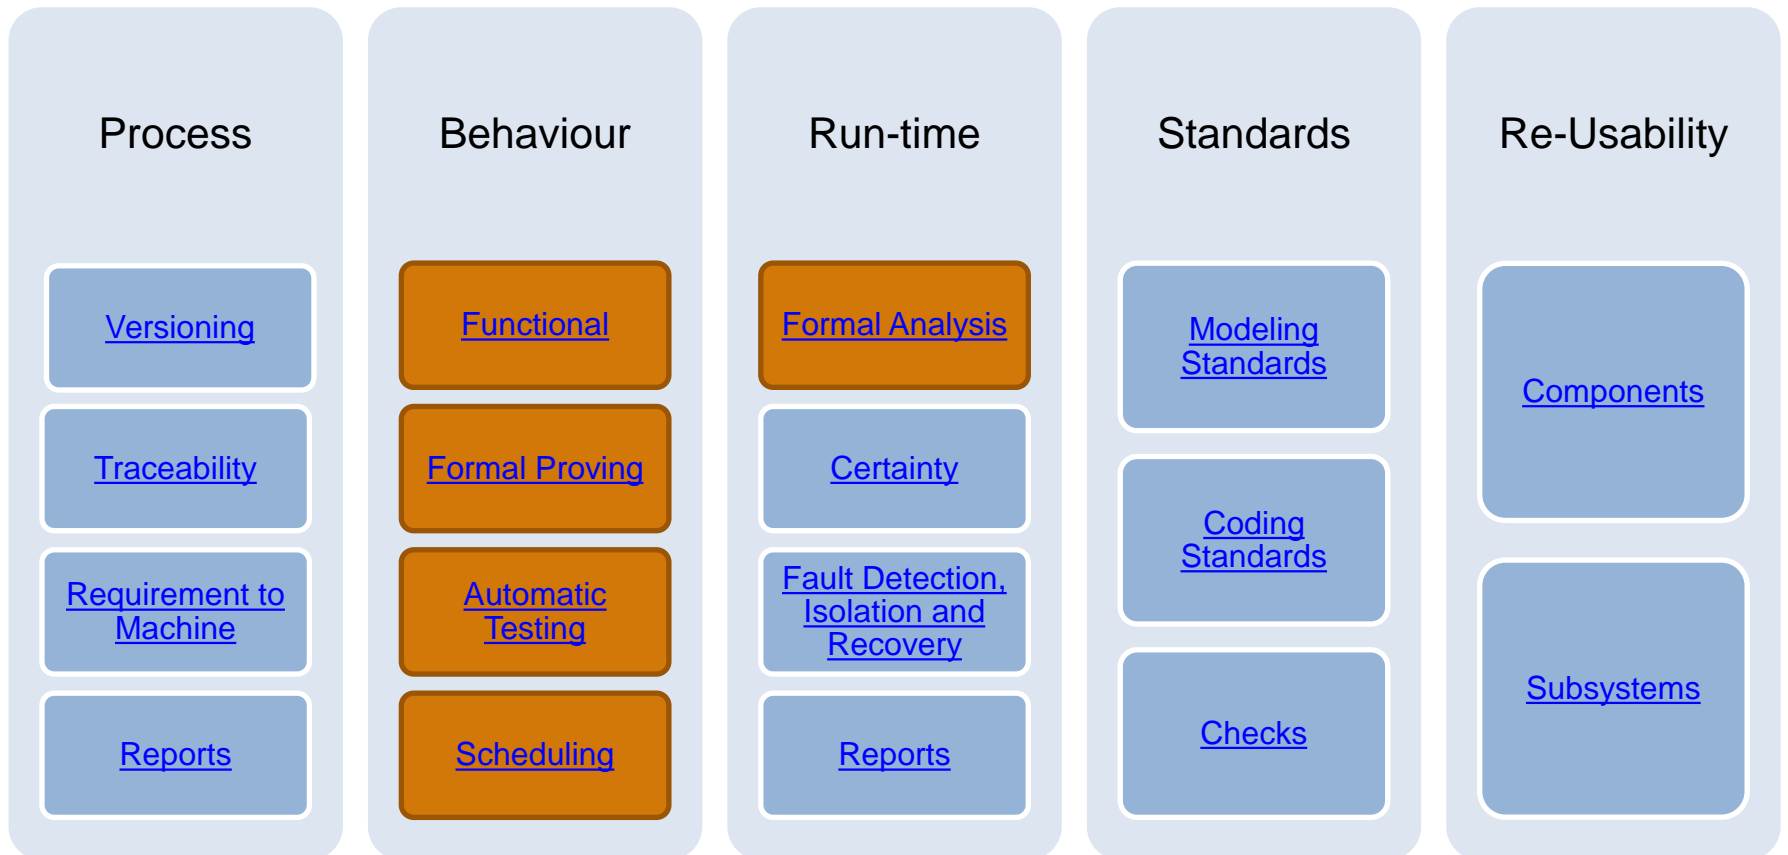 Process
Versioning
Traceability
Requirement to
Machine
Reports
Behaviour
Functional
Formal Proving
Automatic
Testing
Scheduling
Run-time
Formal Analysis
Certainty
Fault Detection,
Isolation and
Recovery
Reports
Standards
Modeling
Standards
Coding
Standards
Checks
Re-Usability
Components
Subsystems